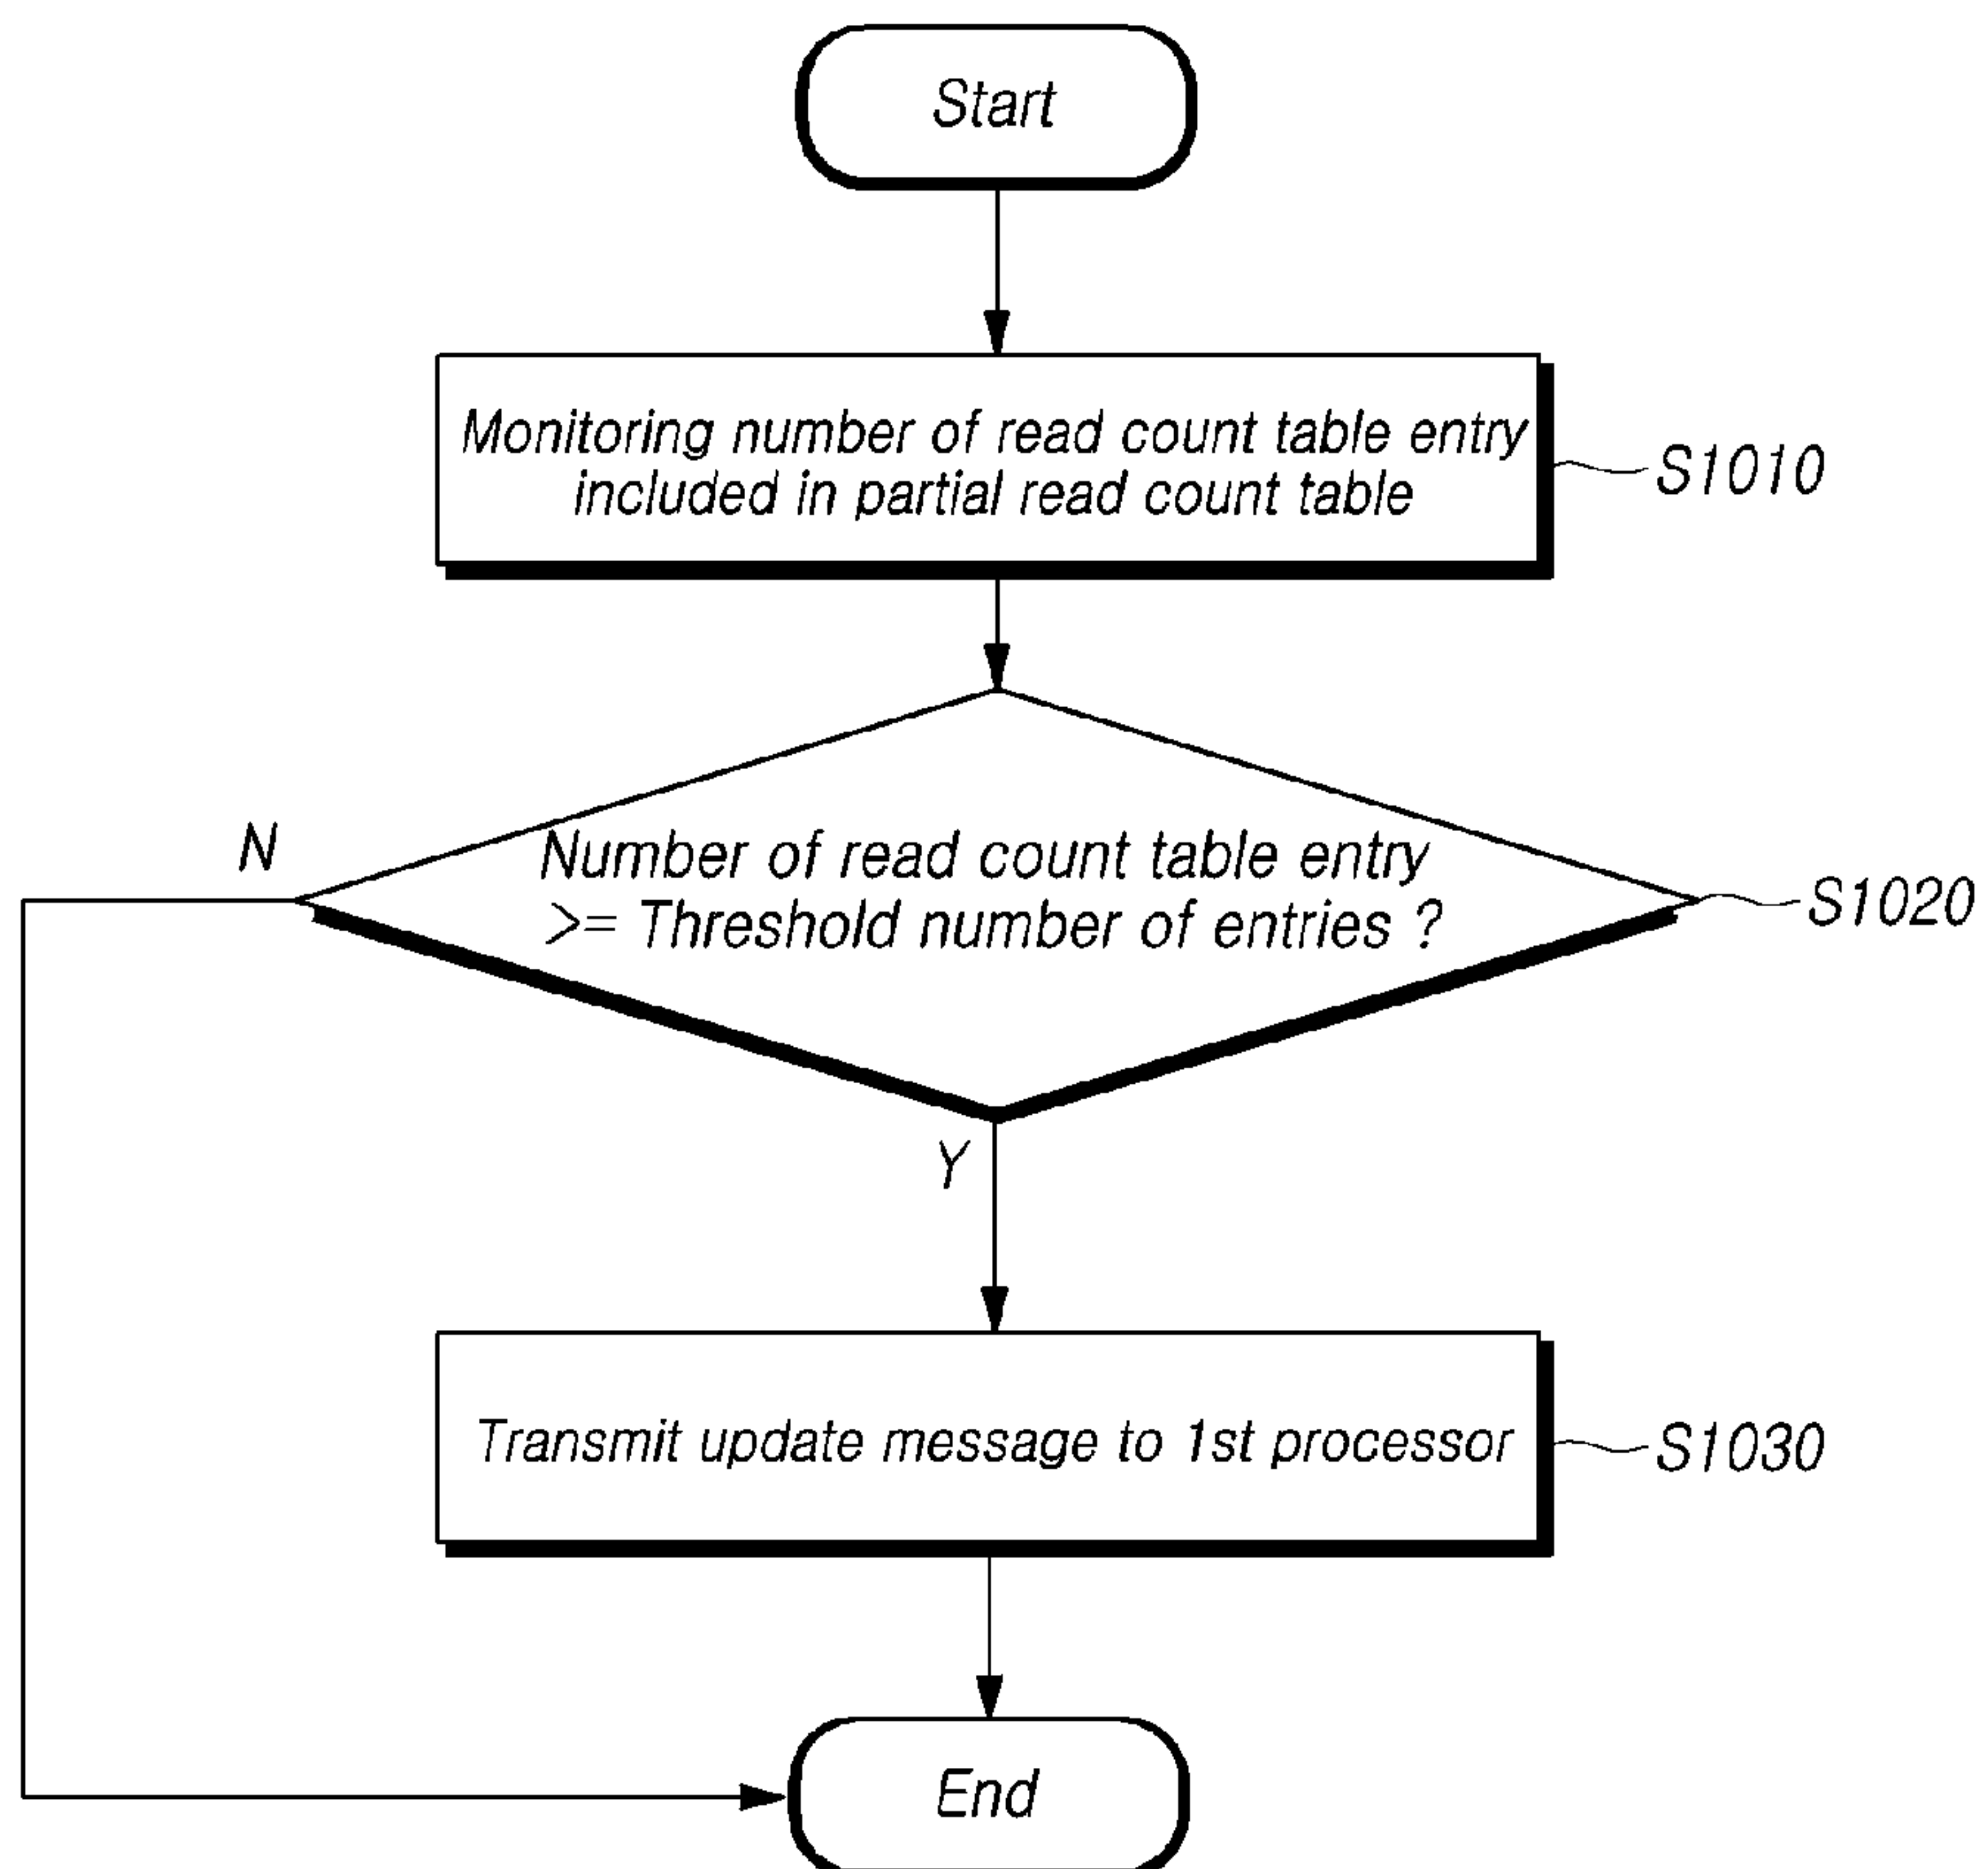 Start
Monitoring number of read count table entry
included in partial read count table
S1010
N
Number of read count table entry
>= Threshold number of entries ?
S1020
Y
Transmit update message to 1st processor
S1030
End